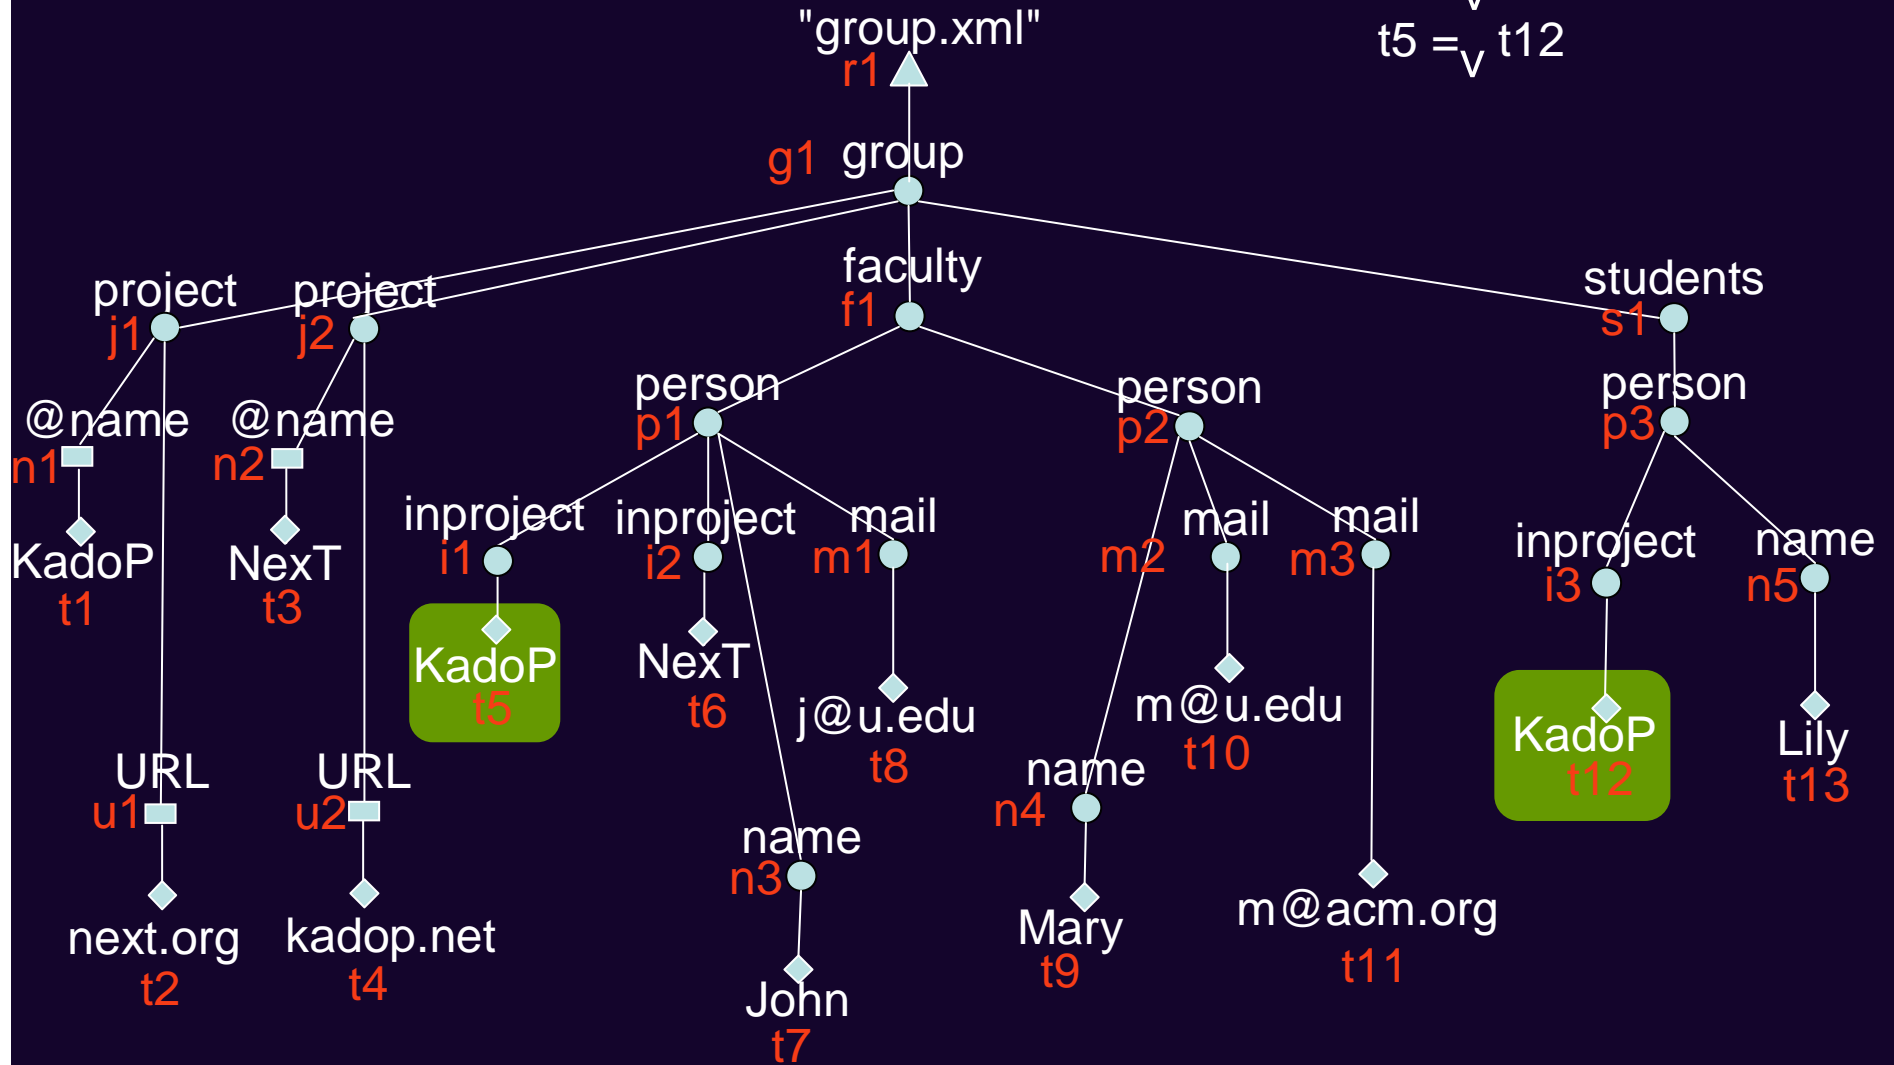 "group.xml"
r1
v
t5 =v t12
g1 group
project
j1
project
j2
faculty
f1
students
s1
@name
n1
@name
n2
person
p1
person
p2
person
p3
KadoP
t1
NexT
t3
inproject
i1
inproject
i2
mail
m1
mail
m2
mail
m3
inproject
i3
name
n5
KadoP
t5
NexT
t6
j@u.edu
t8
m@u.edu
t10
KadoP
t12
Lily
t13
URL
u1
URL
u2
name
n3
name
n4
next.org
t2
kadop.net
t4
John
t7
Mary
t9
m@acm.org
t11